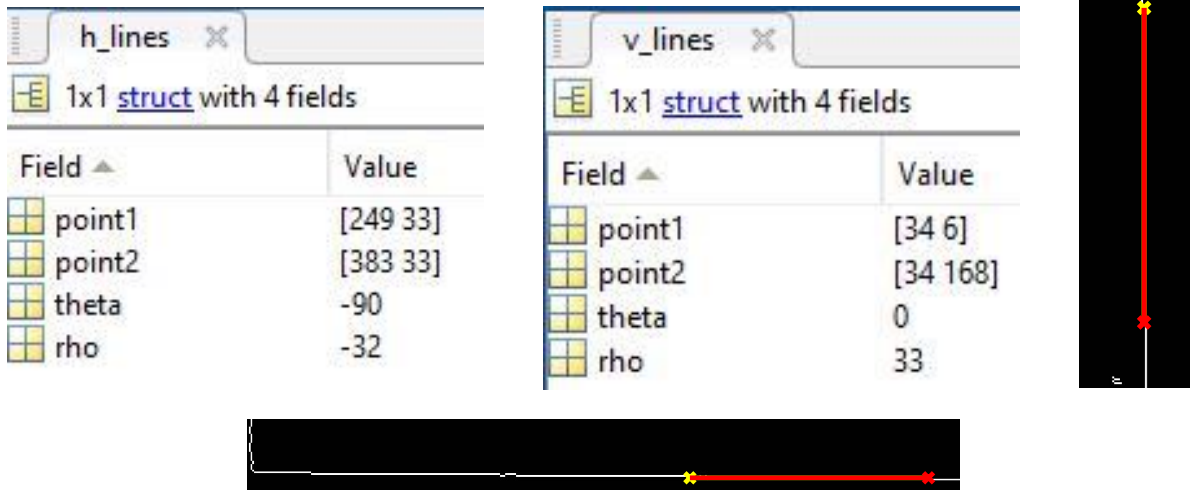 h_lines
1x1 struct with 4 fields
Field Value
point1 [249 33]
point2 [383 33]
theta -90
rho -32
v_lines
1x1 struct with 4 fields
Field Value
point1 [34 6]
point2 [34 168]
theta 0
rho 33